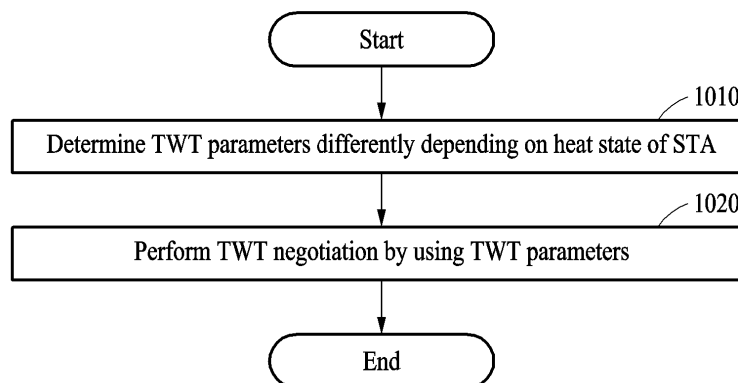 Start
1010
Determine TWT parameters differently depending on heat state of STA
1020
Perform TWT negotiation by using TWT parameters
End